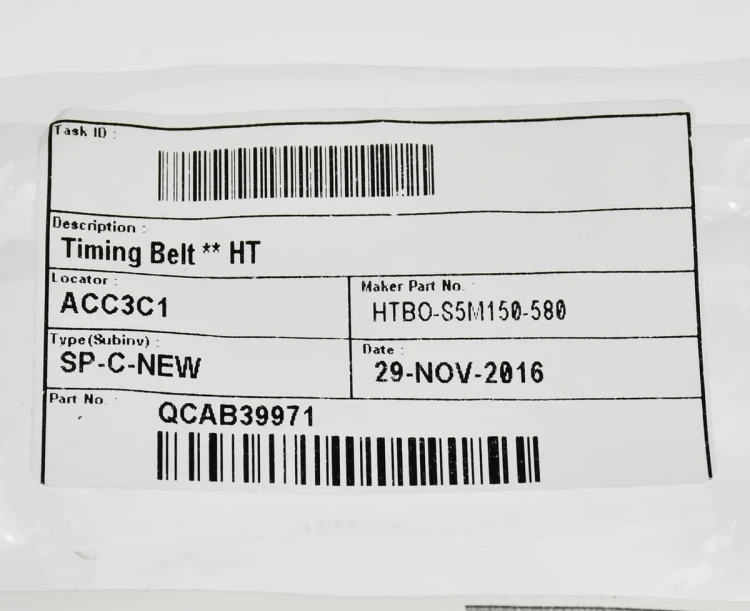 Task ID :
Description :
Timing Belt ** HT
Locator :
ACC3C1
Maker Part No.
HTBO-S5M150-580
Type(Subinv) :
SP-C-NEW
Date :
29-NOV-2016
Part No.
QCAB39971